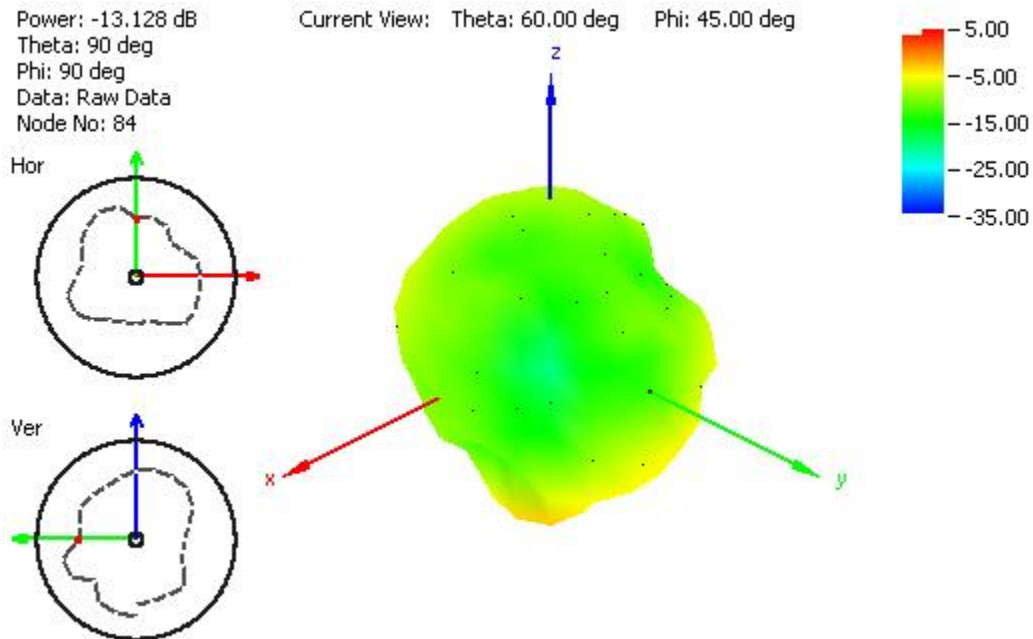 Power: -13.128 dB
Theta: 90 deg
Phi: 90 deg
Data: Raw Data
Node No: 84
Current View: Theta: 60.00 deg Phi: 45.00 deg
Hor
Ver
z
x
y
5.00
-5.00
-15.00
-25.00
-35.00